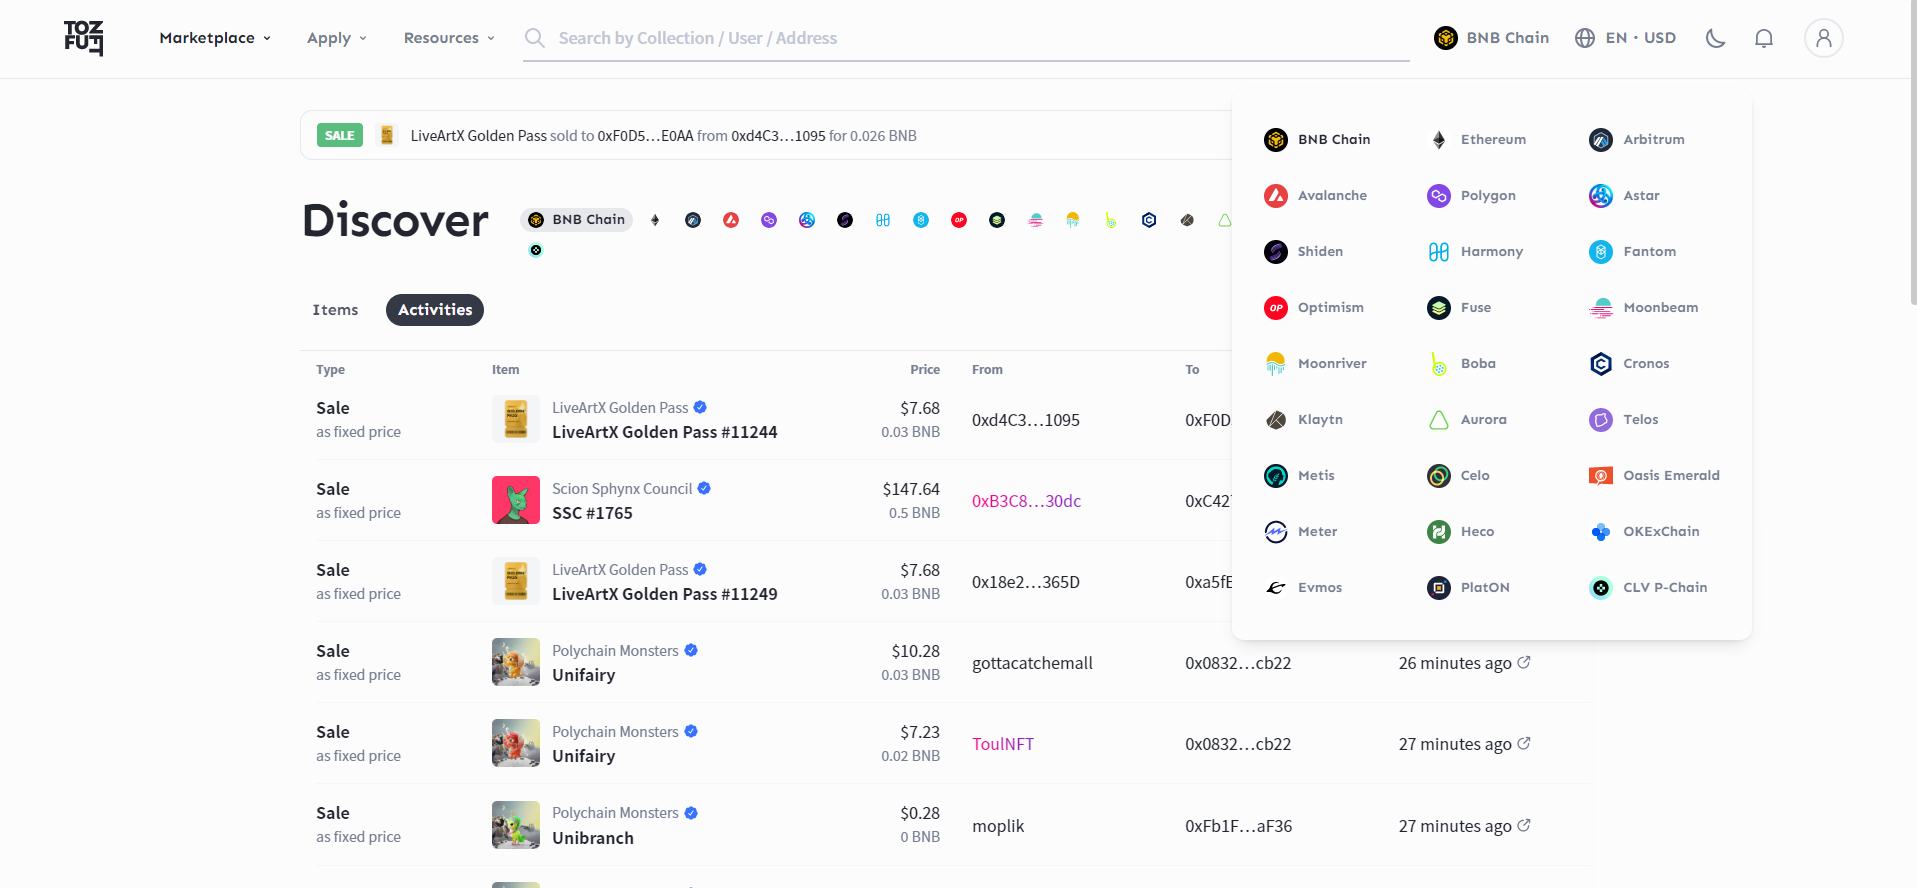 TOZ
FUT
Marketplace
Apply
Resources
Search by Collection / User / Address
BNB Chain
EN · USD
SALE
LiveArtX Golden Pass sold to 0xF0D5...E0AA from 0xd4C3...1095 for 0.026 BNB
Discover
BNB Chain
Items
Activities
Type Item Price From To
Sale
as fixed price
LiveArtX Golden Pass
LiveArtX Golden Pass #11244
$7.68
0.03 BNB
0xd4C3...1095
0xF0D
Sale
as fixed price
Scion Sphynx Council
SSC #1765
$147.64
0.5 BNB
0xB3C8...30dc
0xC42
Sale
as fixed price
LiveArtX Golden Pass
LiveArtX Golden Pass #11249
$7.68
0.03 BNB
0x18e2...365D
0xa5fE
Sale
as fixed price
Polychain Monsters
Unifairy
$10.28
0.03 BNB
gottacatchemall
0x0832...cb22
26 minutes ago
Sale
as fixed price
Polychain Monsters
Unifairy
$7.23
0.02 BNB
ToulNFT
0x0832...cb22
27 minutes ago
Sale
as fixed price
Polychain Monsters
Unibranch
$0.28
0 BNB
moplik
0xFb1F...aF36
27 minutes ago
BNB Chain Ethereum Arbitrum
Avalanche Polygon Astar
Shiden Harmony Fantom
OP Optimism Fuse Moonbeam
Moonriver Boba Cronos
Klaytn Aurora Telos
Metis Celo Oasis Emerald
Meter Heco OKExChain
Evmos PlatON CLV P-Chain